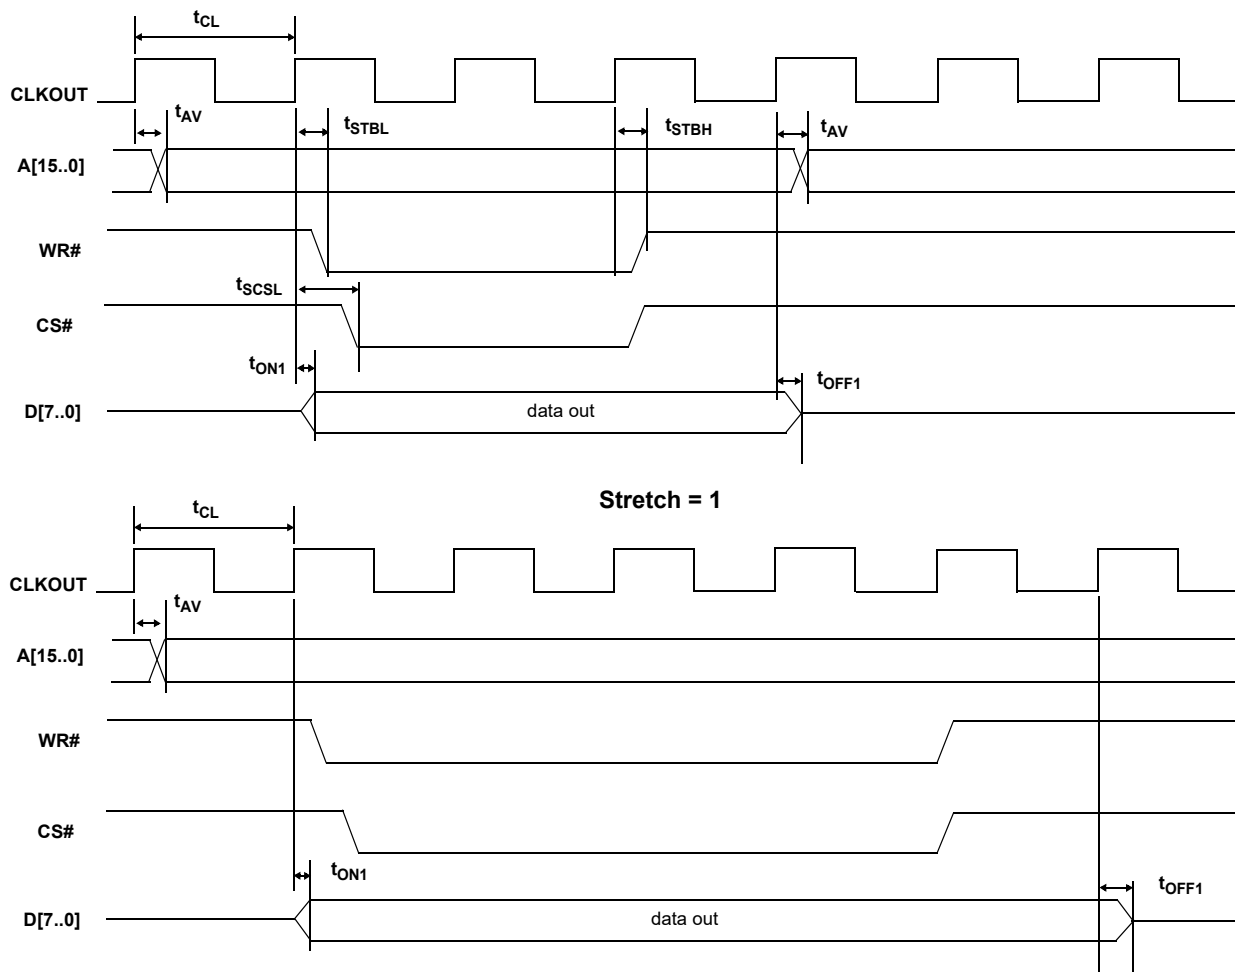 tCL
CLKOUT
tAV
tSTBL
tSTBH
tAV
A[15..0]
WR#
tSCSL
CS#
tON1
tOFF1
D[7..0]
data out
Stretch = 1
tCL
CLKOUT
tAV
A[15..0]
WR#
CS#
tON1
tOFF1
D[7..0]
data out